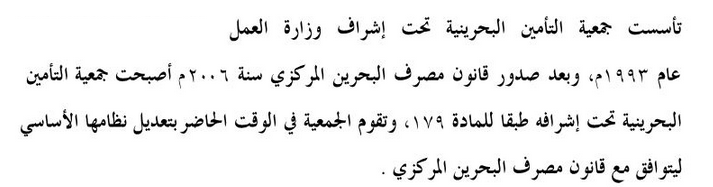 تأسست جمعية التأمين البحرينية تحت إشراف وزارة العمل
عام ١٩٩٣م، وبعد صدور قانون مصرف البحرين المركزي سنة ٢٠٠٦م أصبحت جمعية التأمين
البحرينية تحت إشرافه طبقا للمادة ١٧٩، وتقوم الجمعية في الوقت الحاضر بتعديل نظامها الأساسي
ليتوافق مع قانون مصرف البحرين المركزي .